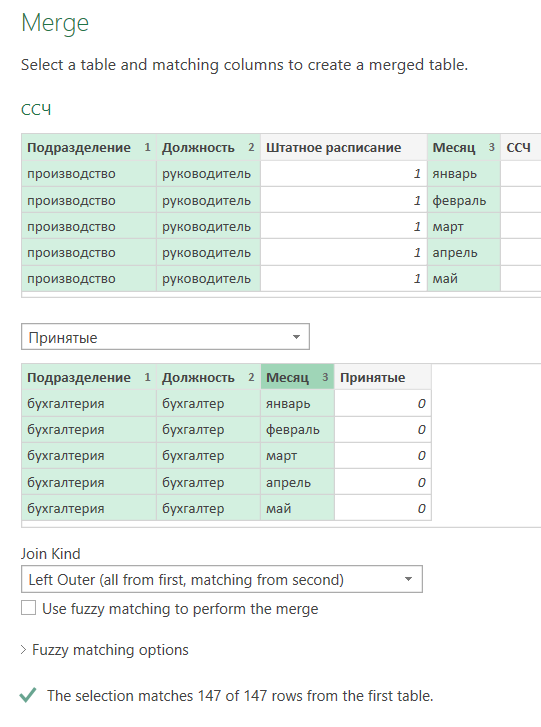 Merge
Select a table and matching columns to create a merged table.
ССЧ
Подразделение 1 Должность 2 Штатное расписание Месяц 3 ССЧ
производство руководитель 1 январь
производство руководитель 1 февраль
производство руководитель 1 март
производство руководитель 1 апрель
производство руководитель 1 май
Принятые
Подразделение 1 Должность 2 Месяц 3 Принятые
бухгалтерия бухгалтер январь 0
бухгалтерия бухгалтер февраль 0
бухгалтерия бухгалтер март 0
бухгалтерия бухгалтер апрель 0
бухгалтерия бухгалтер май 0
Join Kind
Left Outer (all from first, matching from second)
Use fuzzy matching to perform the merge
Fuzzy matching options
The selection matches 147 of 147 rows from the first table.